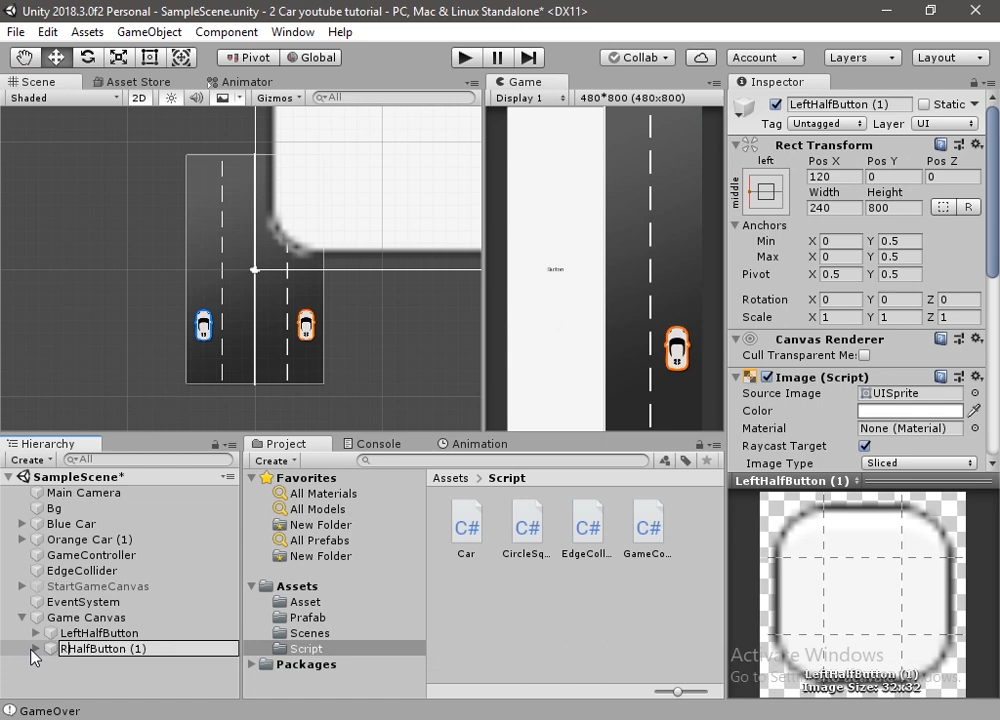 Unity 2018.3.0f2 Personal - SampleScene.unity - 2 Car youtube tutorial - PC, Mac & Linux Standalone* <DX11>
File Edit Assets GameObject Component Window Help
Pivot Global Collab Account Layers Layout
Scene Asset Store Animator Game Inspector
Shaded 2D Gizmos All Display 1 480*800 (480x800)
LeftHalfButton (1) Static
Tag Untagged Layer UI
Rect Transform
left Pos X Pos Y Pos Z
middle 120 0 0
Width Height
240 800 R
Anchors
Min X 0 Y 0.5
Max X 0 Y 0.5
Pivot X 0.5 Y 0.5
Rotation X 0 Y 0 Z 0
Scale X 1 Y 1 Z 1
Button
Canvas Renderer
Cull Transparent Me:
Image (Script)
Source Image UISprite
Color
Material None (Material)
Raycast Target
Image Type Sliced
Hierarchy Project Console Animation
Create All Create
SampleScene*
Main Camera
Bg
Blue Car
Orange Car (1)
GameController
EdgeCollider
StartGameCanvas
EventSystem
Game Canvas
LeftHalfButton
RHalfButton (1)
Favorites
All Materials
All Models
New Folder
All Prefabs
New Folder
Assets
Asset
Prafab
Scenes
Script
Packages
Assets > Script
C# C# C# C#
Car CircleSq... EdgeColl... GameCo...
LeftHalfButton (1)
Activate Windows
LeftHalfButton (1)
Image Size: 32x32
GameOver